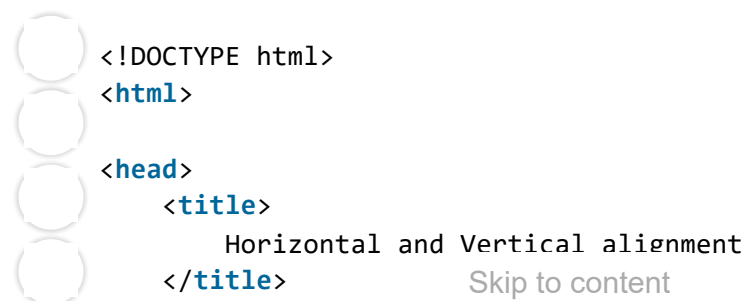 <!DOCTYPE html>
<html>
<head>
<title>
Horizontal and Vertical alignment
</title>
Skip to content